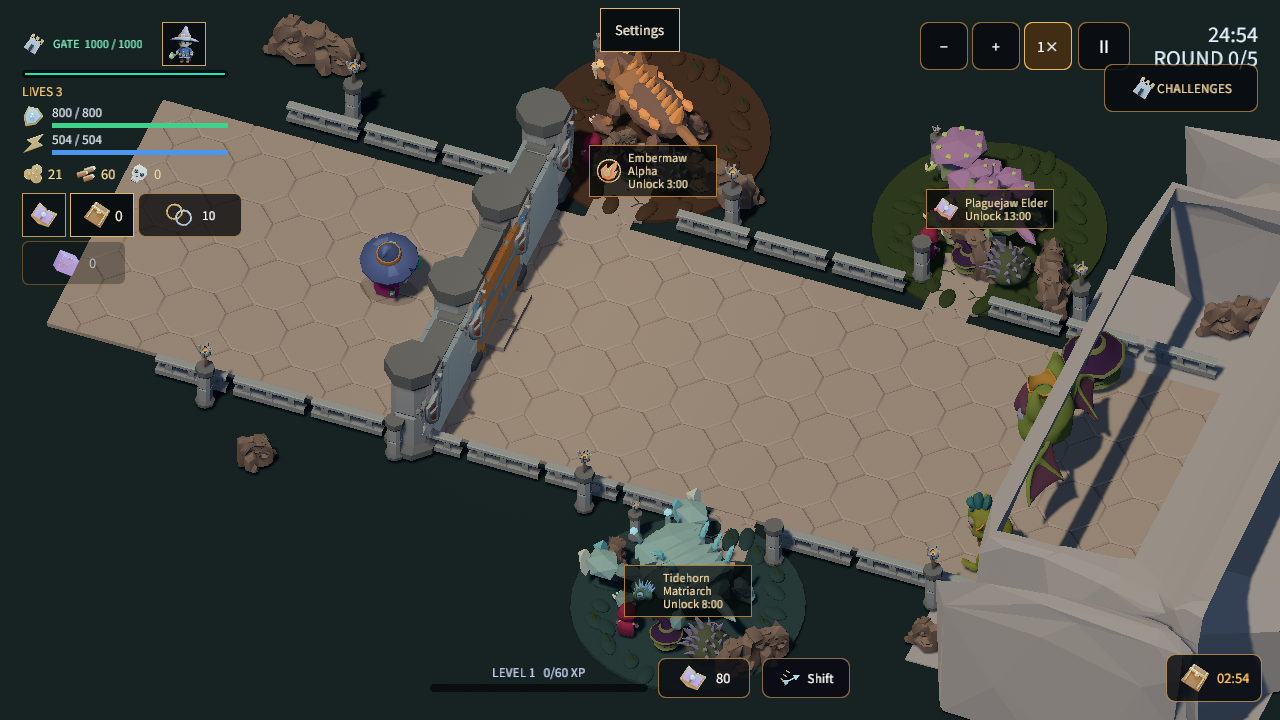 GATE 1000 / 1000
LIVES 3
800 / 800
504 / 504
21
60
0
0
10
0
Settings
−
+
1×
24:54
ROUND 0/5
CHALLENGES
Embermaw
Alpha
Unlock 3:00
Plaguejaw Elder
Unlock 13:00
Tidehorn
Matriarch
Unlock 8:00
LEVEL 1 0/60 XP
80
Shift
02:54